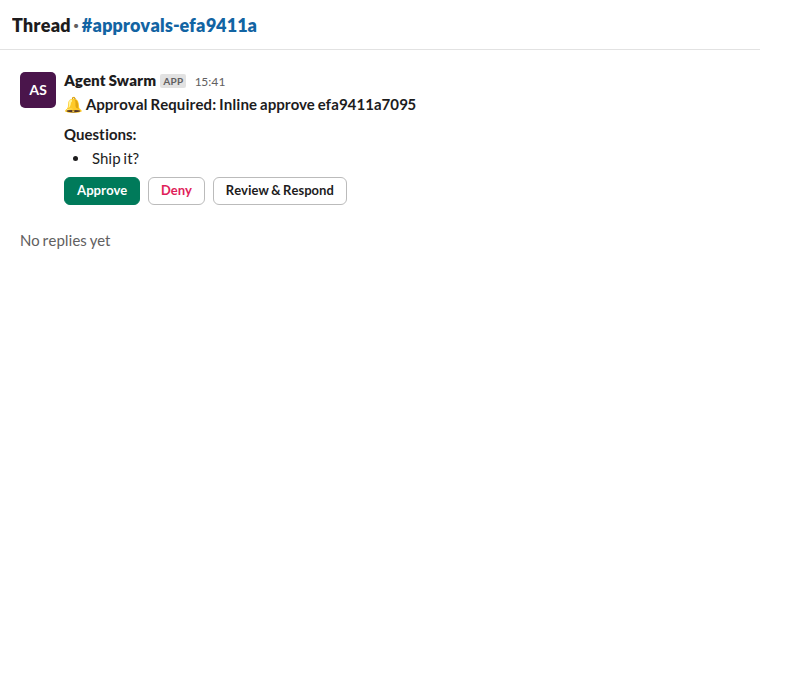 Thread • #approvals-efa9411a
AS
Agent Swarm APP 15:41
🔔 Approval Required: Inline approve efa9411a7095
Questions:
• Ship it?
Approve Deny Review & Respond
No replies yet